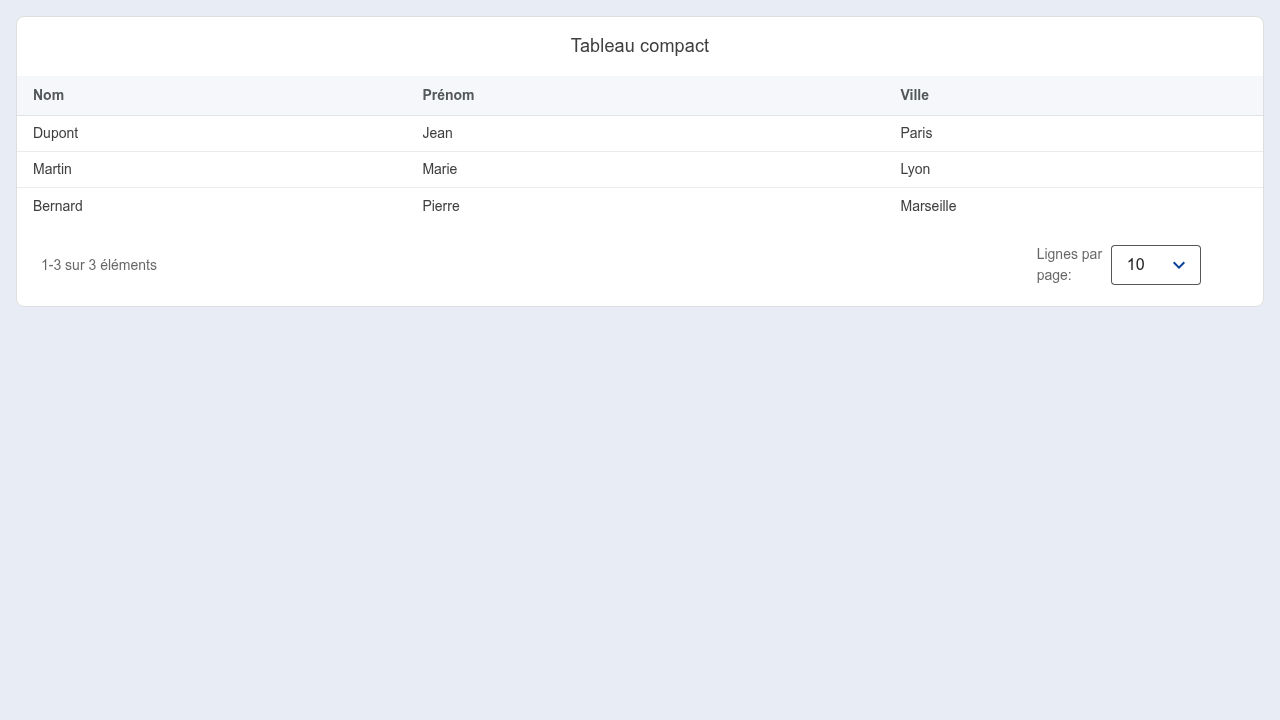 Tableau compact
Nom Prénom Ville
Dupont Jean Paris
Martin Marie Lyon
Bernard Pierre Marseille
1-3 sur 3 éléments
Lignes par
page:
10